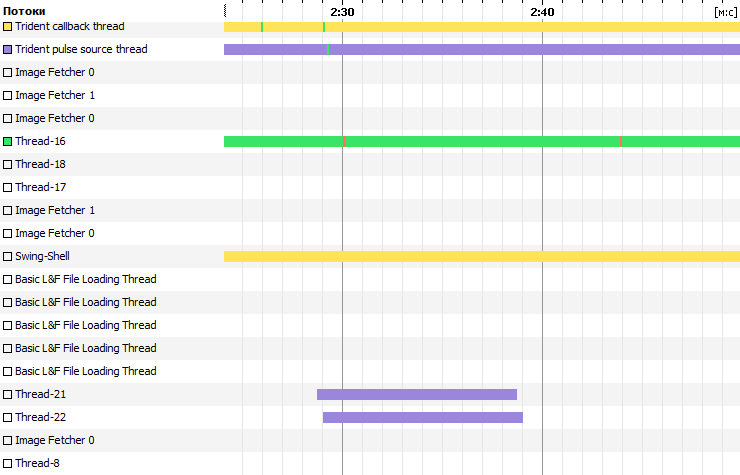 Потоки 2:30 2:40 [м:с]
Trident callback thread
Trident pulse source thread
Image Fetcher 0
Image Fetcher 1
Image Fetcher 0
Thread-16
Thread-18
Thread-17
Image Fetcher 1
Image Fetcher 0
Swing-Shell
Basic L&F File Loading Thread
Basic L&F File Loading Thread
Basic L&F File Loading Thread
Basic L&F File Loading Thread
Basic L&F File Loading Thread
Thread-21
Thread-22
Image Fetcher 0
Thread-8